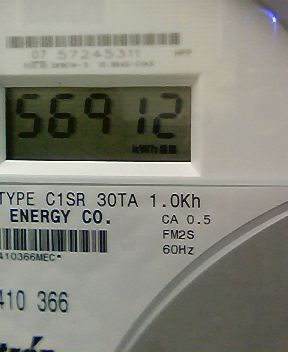 07 57245311
56912
kWh
TYPE C1SR 30TA 1.0Kh
ENERGY CO.
CA 0.5
FM2S
60Hz
410366MEC*
410 366